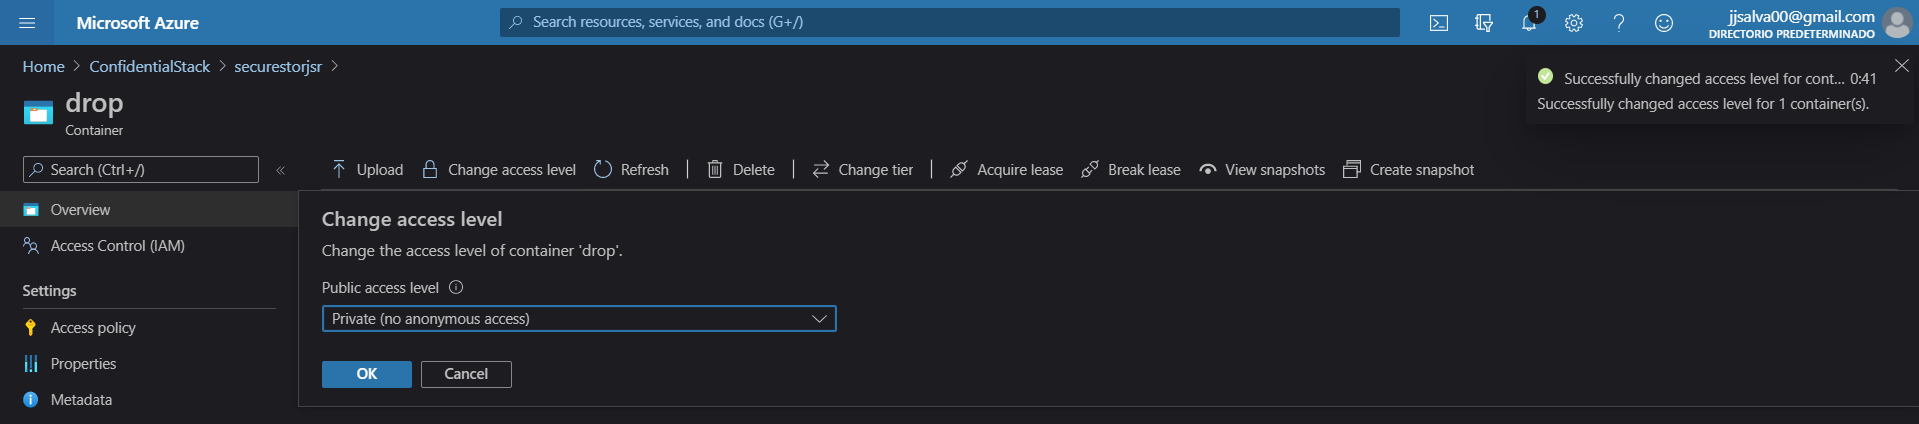 Microsoft Azure
Search resources, services, and docs (G+/)
1
jjsalva00@gmail.com
DIRECTORIO PREDETERMINADO
Home > ConfidentialStack > securestorjsr >
Successfully changed access level for cont... 0:41
Successfully changed access level for 1 container(s).
drop
Container
Search (Ctrl+/)
«
Upload Change access level Refresh Delete Change tier Acquire lease Break lease View snapshots Create snapshot
Overview
Access Control (IAM)
Settings
Access policy
Properties
Metadata
Change access level
Change the access level of container 'drop'.
Public access level
Private (no anonymous access)
OK Cancel